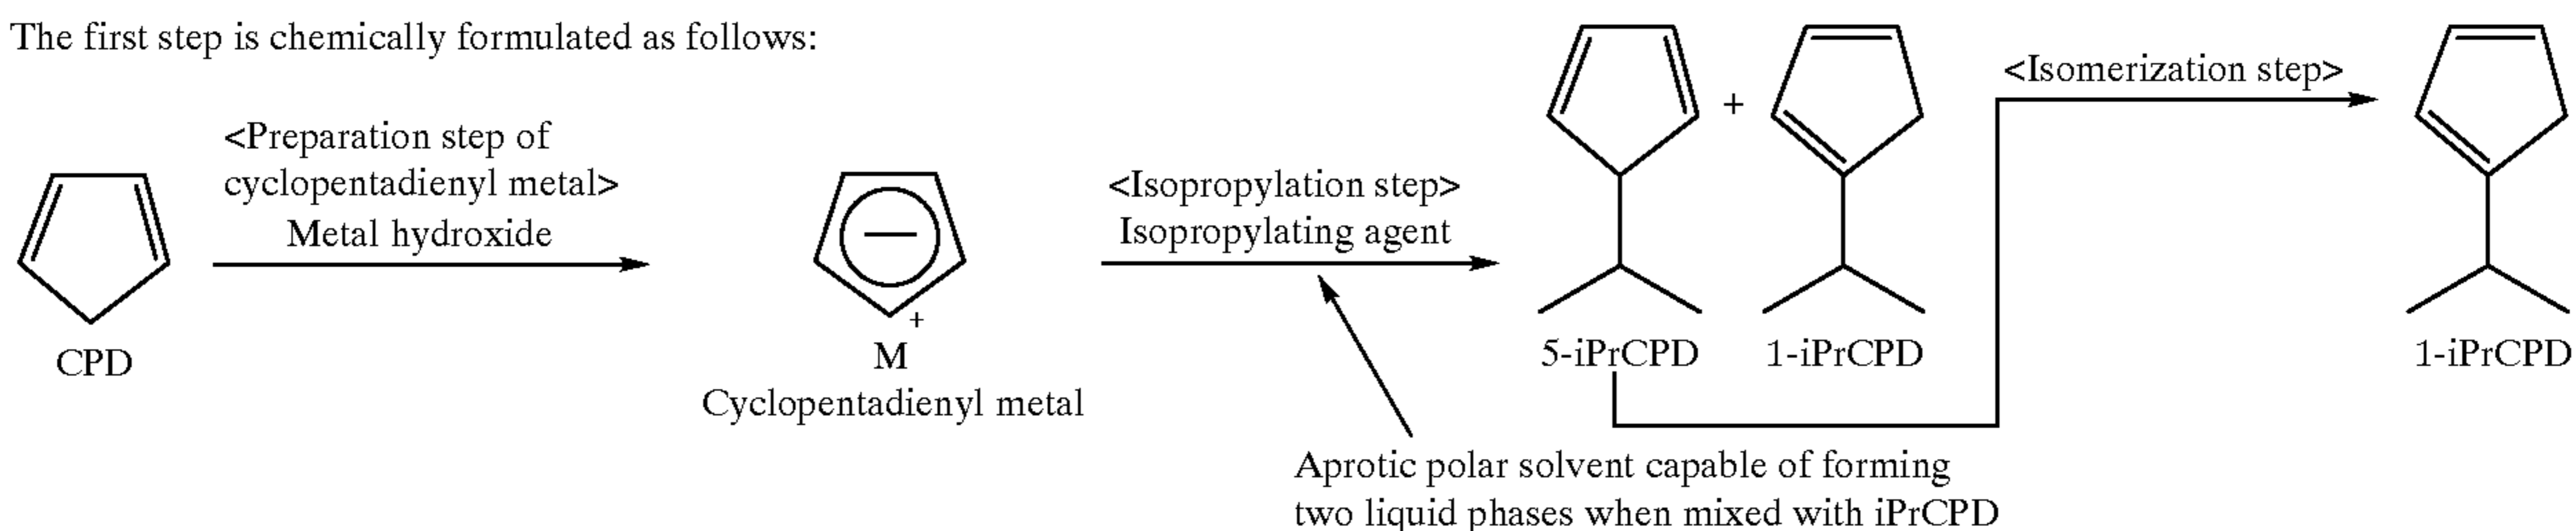 The first step is chemically formulated as follows:
<Preparation step of
cyclopentadienyl metal>
Metal hydroxide
CPD
+
M
Cyclopentadienyl metal
<Isopropylation step>
Isopropylating agent
Aprotic polar solvent capable of forming
two liquid phases when mixed with iPrCPD
+
5-iPrCPD
1-iPrCPD
<Isomerization step>
1-iPrCPD